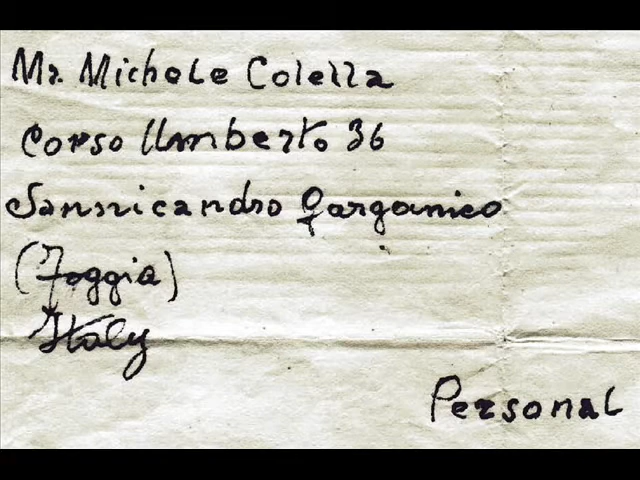 Mr. Michele Colella
Corso Umberto 36
Sannicandro Garganico
(Foggia)
Italy
Personal